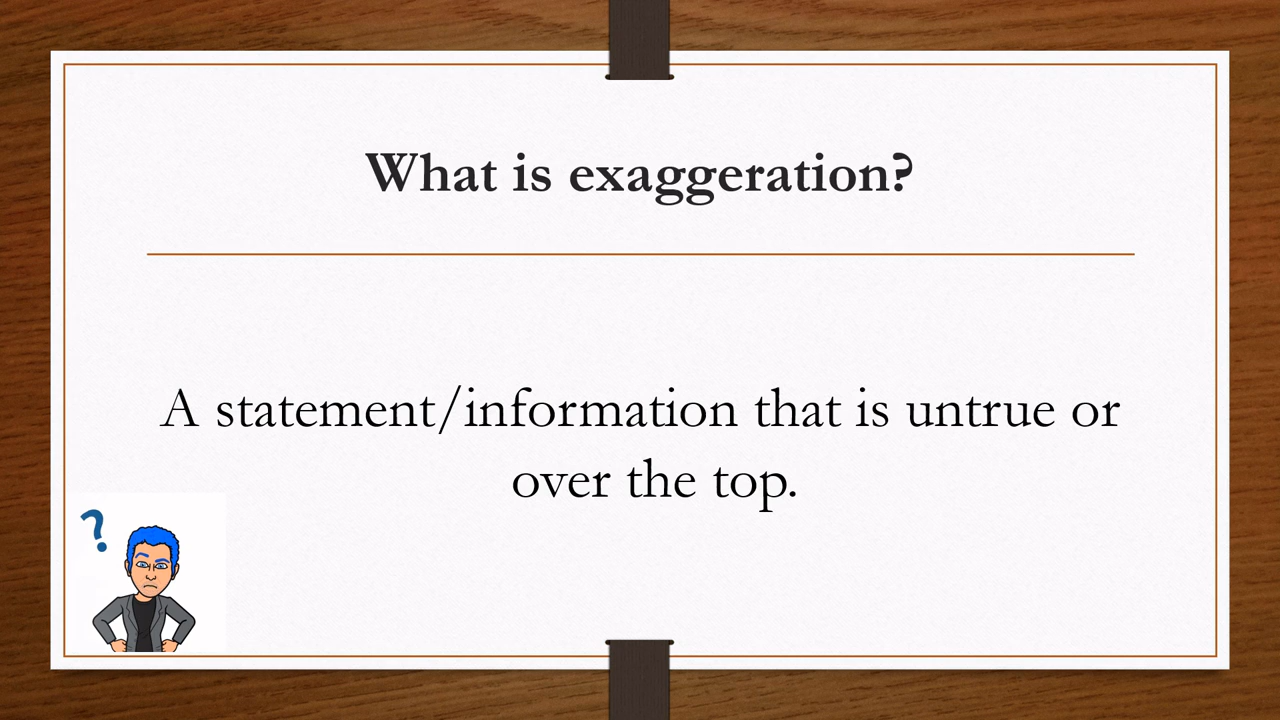 What is exaggeration?
A statement/information that is untrue or
over the top.
?